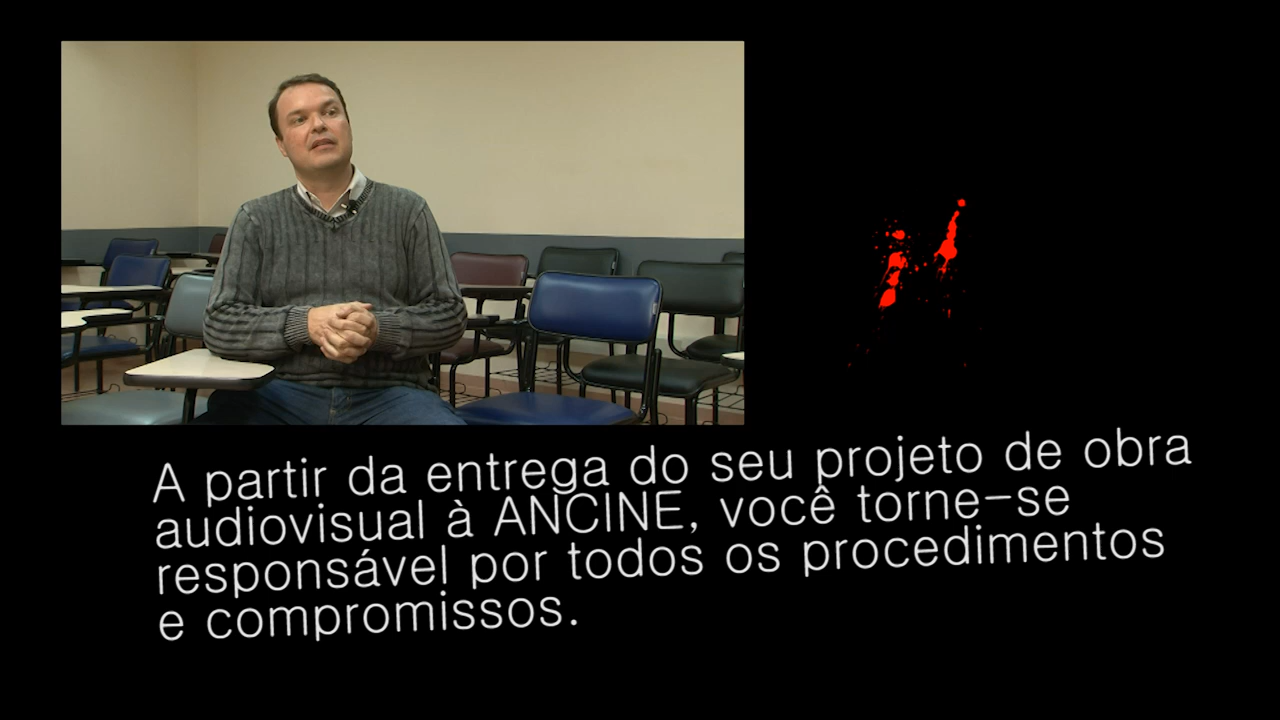 A partir da entrega do seu projeto de obra
audiovisual à ANCINE, você torne-se
responsável por todos os procedimentos
e compromissos.